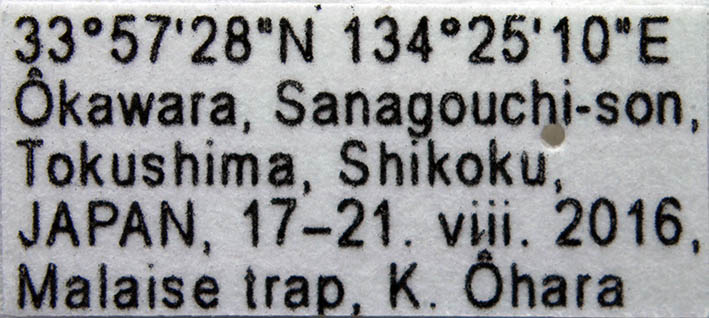 33°57'28"N 134°25'10"E
Ôkawara, Sanagouchi-son,
Tokushima, Shikoku,
JAPAN, 17–21. viii. 2016,
Malaise trap, K. Ôhara